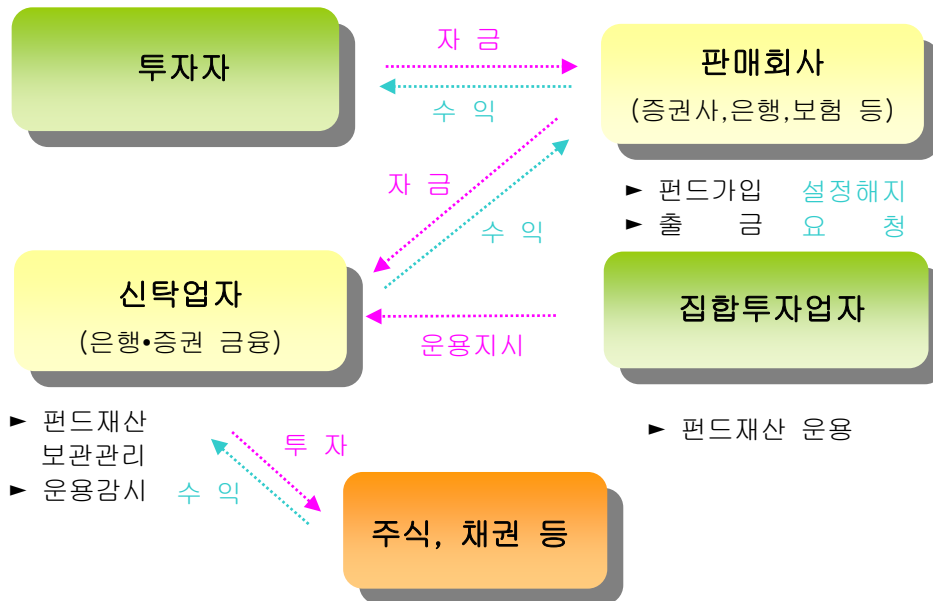 투자자
자 금
수 익
판매회사
(증권사,은행,보험 등)
► 펀드가입 설정해지
► 출 금 요 청
자 금
수 익
신탁업자
(은행•증권 금융)
운용지시
집합투자업자
► 펀드재산
보관관리
► 운용감시
► 펀드재산 운용
투 자
수 익
주식, 채권 등